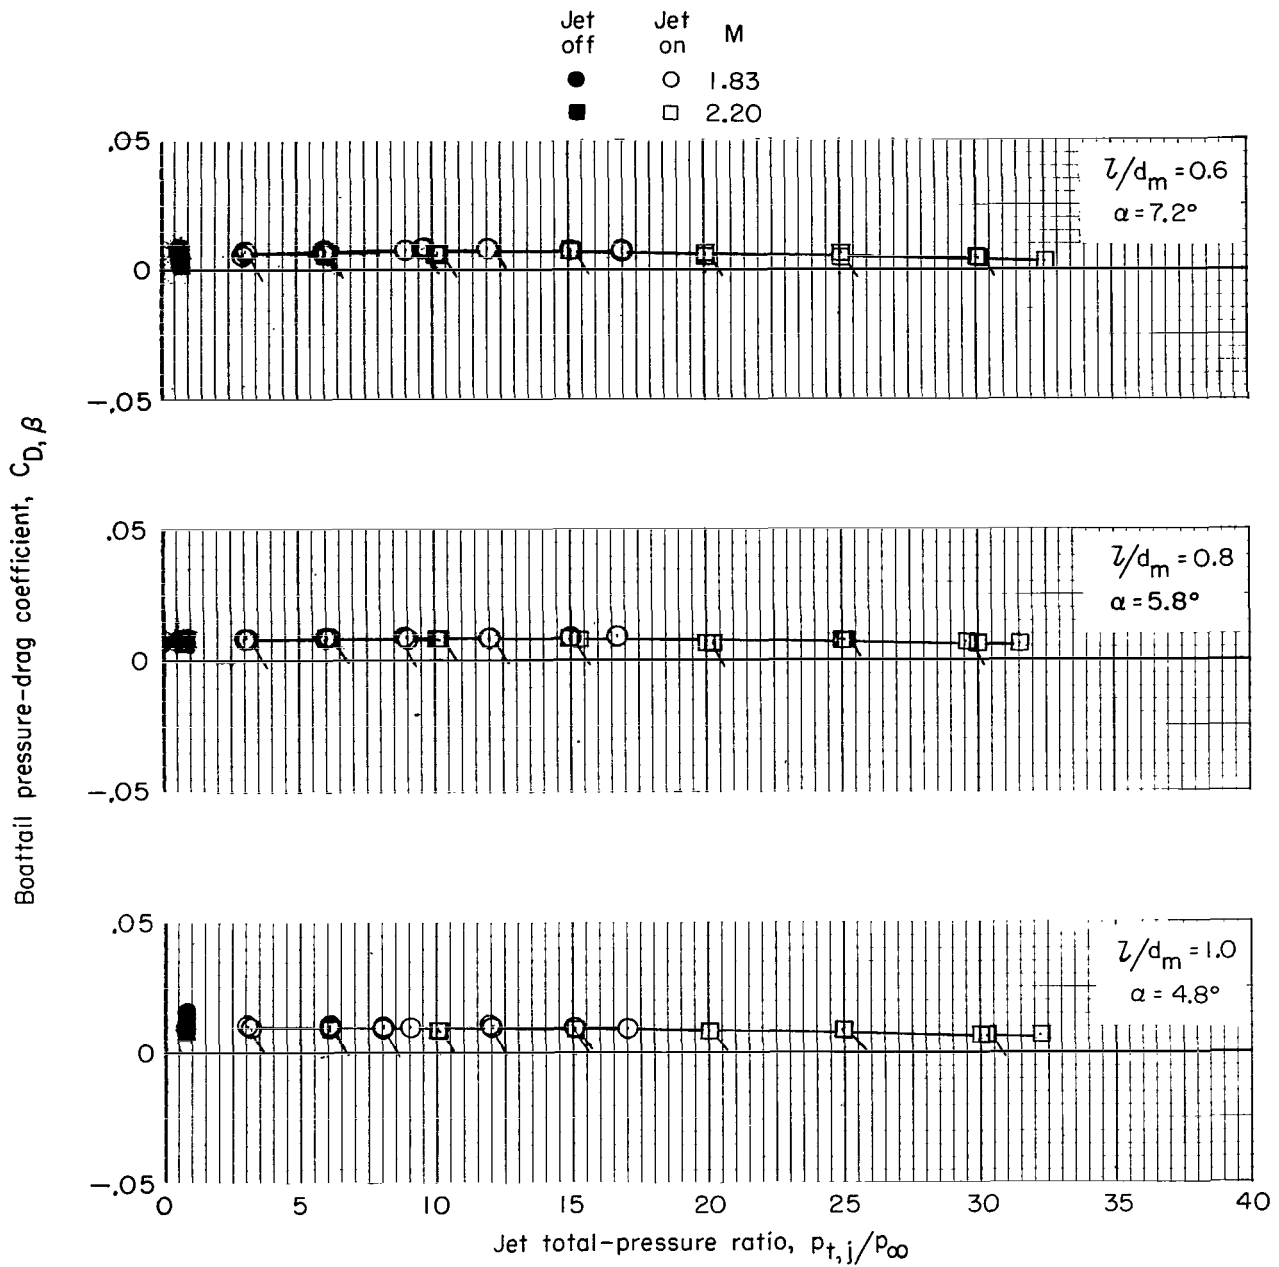 Jet off Jet on M
1.83
2.20
.05
0
-.05
l/dm = 0.6
α = 7.2°
.05
0
-.05
l/dm = 0.8
α = 5.8°
.05
0
-.05
l/dm = 1.0
α = 4.8°
0 5 10 15 20 25 30 35 40
Boattail pressure-drag coefficient, CD,β
Jet total-pressure ratio, pt,j/p∞